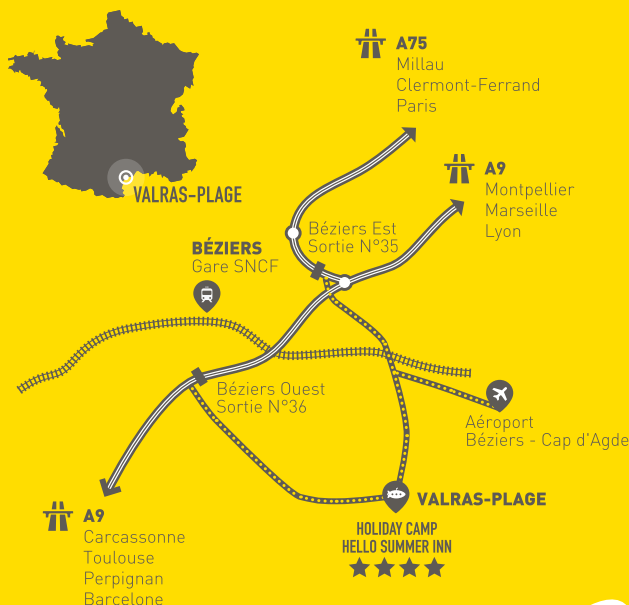 A75
Millau
Clermont-Ferrand
Paris
VALRAS-PLAGE
A9
Montpellier
Marseille
Lyon
Béziers Est
Sortie N°35
BÉZIERS
Gare SNCF
Béziers Ouest
Sortie N°36
Aéroport
Béziers - Cap d'Agde
VALRAS-PLAGE
HOLIDAY CAMP
HELLO SUMMER INN
A9
Carcassonne
Toulouse
Perpignan
Barcelone